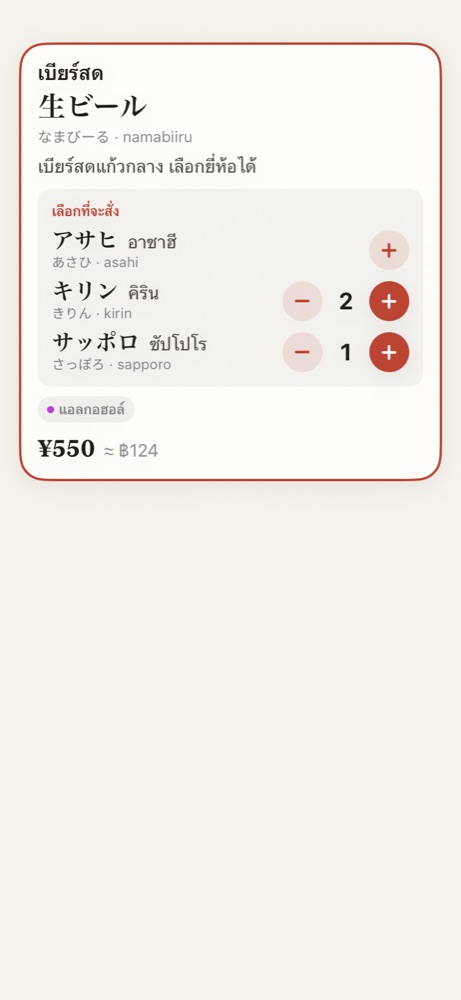 เบียร์สด
生ビール
なまびーる · namabiiru
เบียร์สดแก้วกลาง เลือกยี่ห้อได้
เลือกที่จะสั่ง
アサヒ อาซาฮี
+
あさひ · asahi
キリン คิริน
− 2 +
きりん · kirin
サッポロ ซัปโปโร
− 1 +
さっぽろ · sapporo
แอลกอฮอล์
¥550 ≈ ฿124